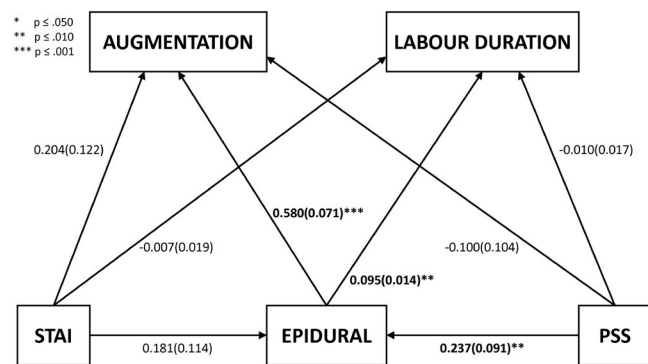 * p ≤ .050
** p ≤ .010
*** p ≤ .001
AUGMENTATION
LABOUR DURATION
0.204(0.122)
-0.010(0.017)
0.580(0.071)***
-0.007(0.019)
-0.100(0.104)
0.095(0.014)**
STAI
EPIDURAL
PSS
0.181(0.114)
0.237(0.091)**